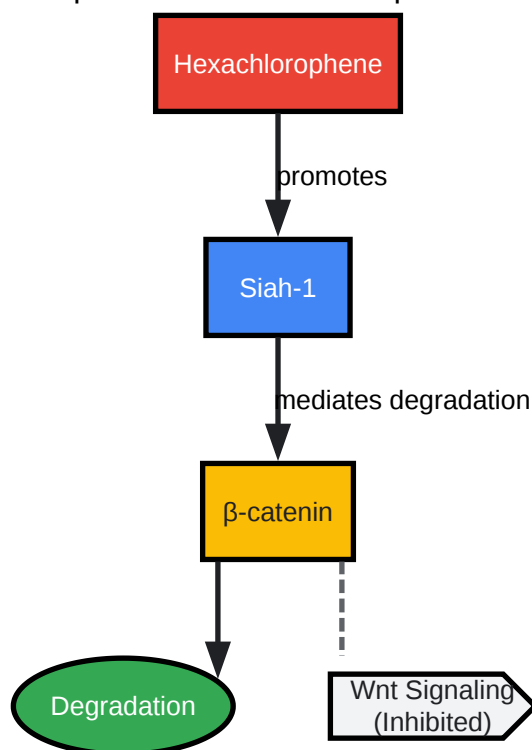 Hexachlorophene
promotes
Siah-1
mediates degradation
β-catenin
Degradation
Wnt Signaling
(Inhibited)